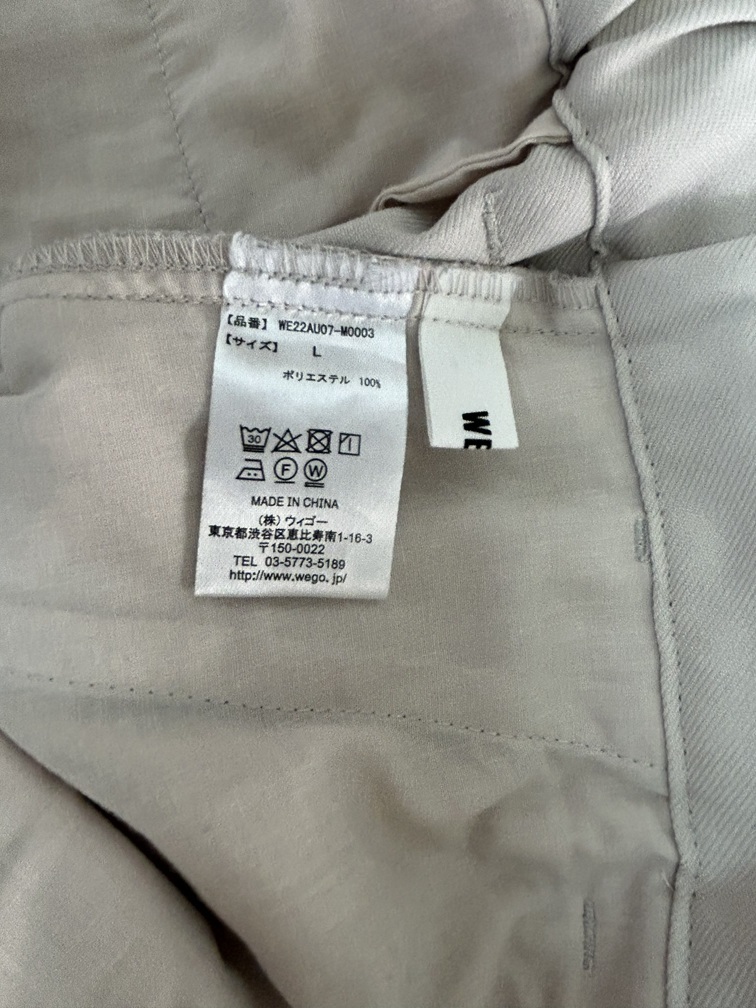 【品番】 WE22AU07-M0003
【サイズ】 L
ポリエステル 100%
30
F W
MADE IN CHINA
(株)ウィゴー
東京都渋谷区恵比寿南1-16-3
〒150-0022
TEL 03-5773-5189
http://www.wego.jp/
WE